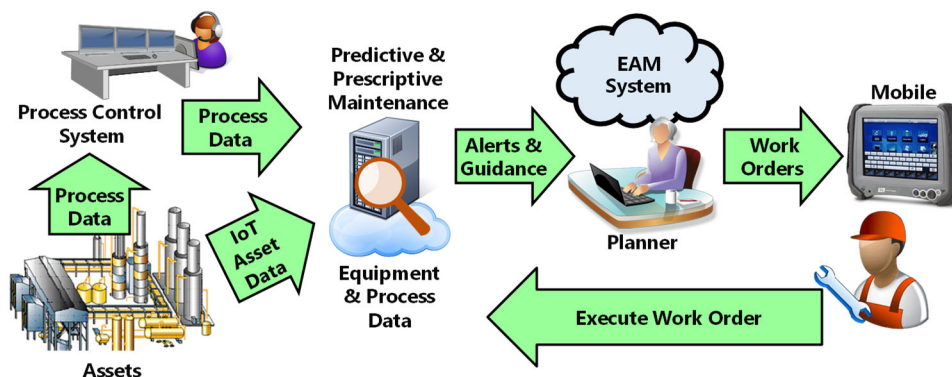 Process Control
System
Process
Data
Process
Data
Assets
IoT
Asset
Data
Predictive &
Prescriptive
Maintenance
Equipment
& Process
Data
Alerts &
Guidance
EAM
System
Planner
Work
Orders
Mobile
Execute Work Order